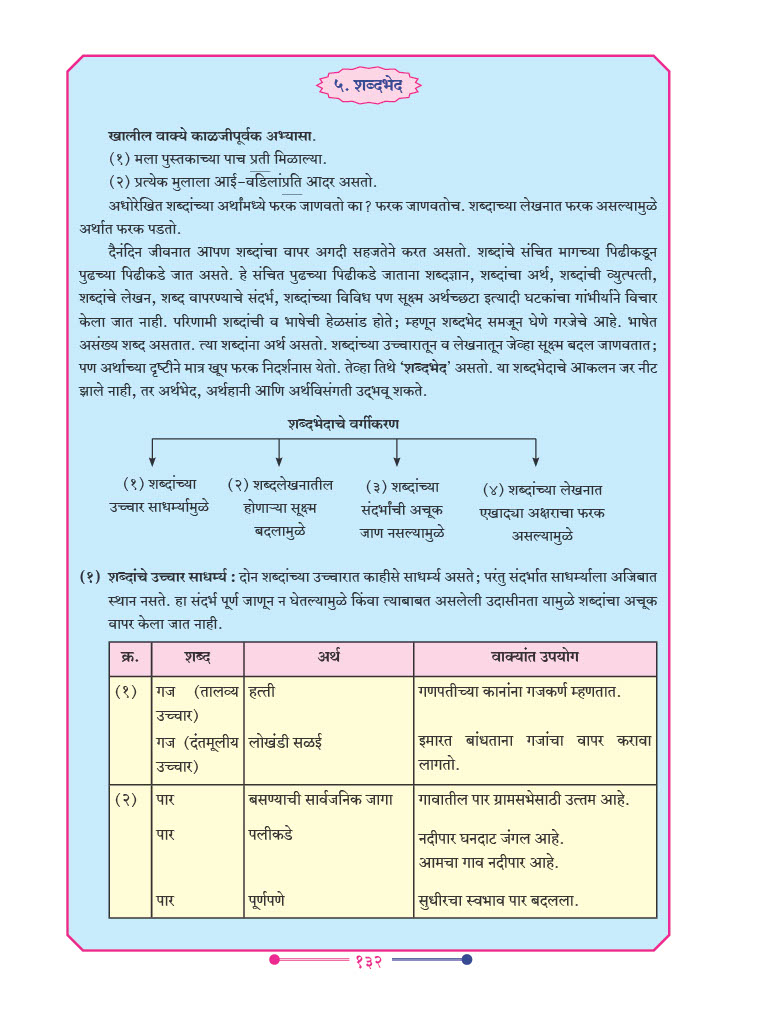 ५. शब्दभेद
खालील वाक्ये काळजीपूर्वक अभ्यासा.
(१) मला पुस्तकाच्या पाच प्रती मिळाल्या.
(२) प्रत्येक मुलाला आई-वडिलांप्रति आदर असतो.
अधोरेखित शब्दांच्या अर्थांमध्ये फरक जाणवतो का? फरक जाणवतोच. शब्दाच्या लेखनात फरक असल्यामुळे
अर्थात फरक पडतो.
दैनंदिन जीवनात आपण शब्दांचा वापर अगदी सहजतेने करत असतो. शब्दांचे संचित मागच्या पिढीकडून
पुढच्या पिढीकडे जात असते. हे संचित पुढच्या पिढीकडे जाताना शब्दज्ञान, शब्दांचा अर्थ, शब्दांची व्युत्पत्ती,
शब्दांचे लेखन, शब्द वापरण्याचे संदर्भ, शब्दांच्या विविध पण सूक्ष्म अर्थच्छटा इत्यादी घटकांचा गांभीर्याने विचार
केला जात नाही. परिणामी शब्दांची व भाषेची हेळसांड होते; म्हणून शब्दभेद समजून घेणे गरजेचे आहे. भाषेत
असंख्य शब्द असतात. त्या शब्दांना अर्थ असतो. शब्दांच्या उच्चारातून व लेखनातून जेव्हा सूक्ष्म बदल जाणवतात;
पण अर्थाच्या दृष्टीने मात्र खूप फरक निदर्शनास येतो. तेव्हा तिथे ‘शब्दभेद’ असतो. या शब्दभेदाचे आकलन जर नीट
झाले नाही, तर अर्थभेद, अर्थहानी आणि अर्थविसंगती उद्‌भवू शकते.
शब्दभेदाचे वर्गीकरण
(१) शब्दांच्या
उच्चार साधर्म्यामुळे
(२) शब्दलेखनातील
होणाऱ्या सूक्ष्म
बदलामुळे
(३) शब्दांच्या
संदर्भांची अचूक
जाण नसल्यामुळे
(४) शब्दांच्या लेखनात
एखाद्या अक्षराचा फरक
असल्यामुळे
(१) शब्दांचे उच्चार साधर्म्य : दोन शब्दांच्या उच्चारात काहीसे साधर्म्य असते; परंतु संदर्भात साधर्म्याला अजिबात
स्थान नसते. हा संदर्भ पूर्ण जाणून न घेतल्यामुळे किंवा त्याबाबत असलेली उदासीनता यामुळे शब्दांचा अचूक
वापर केला जात नाही.
क्र. शब्द अर्थ वाक्यांत उपयोग
(१) गज (तालव्य हत्ती गणपतीच्या कानांना गजकर्ण म्हणतात.
उच्चार)
गज (दंतमूलीय लोखंडी सळई इमारत बांधताना गजांचा वापर करावा
उच्चार) लागतो.
(२) पार बसण्याची सार्वजनिक जागा गावातील पार ग्रामसभेसाठी उत्तम आहे.
पार पलीकडे नदीपार घनदाट जंगल आहे.
आमचा गाव नदीपार आहे.
पार पूर्णपणे सुधीरचा स्वभाव पार बदलला.
१३२